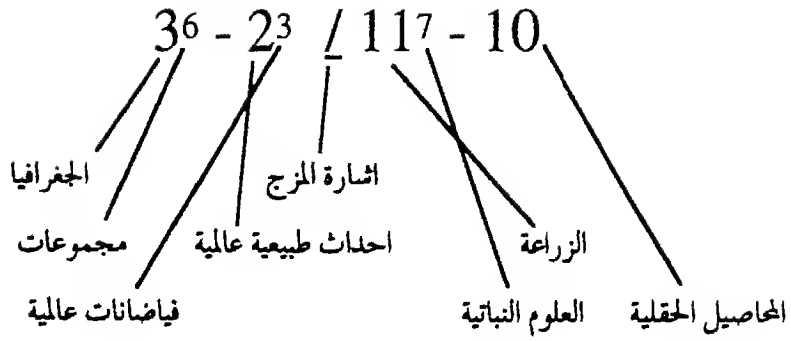 3⁶ - 2³ / 11⁷ - 10
الجغرافيا اشارة المزج
مجموعات احداث طبيعية عالمية الزراعة
فياضانات عالمية العلوم النباتية المحاصيل الحقلية